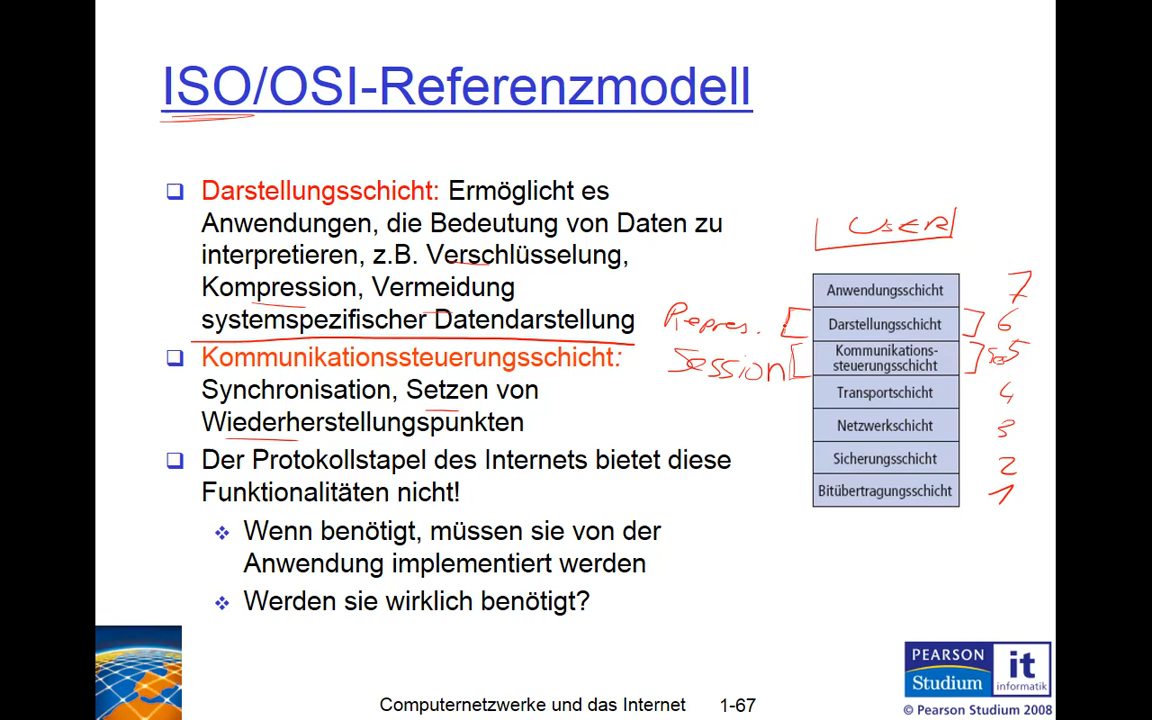 ISO/OSI-Referenzmodell
Darstellungsschicht: Ermöglicht es
Anwendungen, die Bedeutung von Daten zu
interpretieren, z.B. Verschlüsselung,
Kompression, Vermeidung
systemspezifischer Datendarstellung
Kommunikationssteuerungsschicht:
Synchronisation, Setzen von
Wiederherstellungspunkten
Der Protokollstapel des Internets bietet diese
Funktionalitäten nicht!
Wenn benötigt, müssen sie von der
Anwendung implementiert werden
Werden sie wirklich benötigt?
USER
Anwendungsschicht 7
Repres. Darstellungsschicht 6
Session Kommunikations-
steuerungsschicht 5
Transportschicht 4
Netzwerkschicht 3
Sicherungsschicht 2
Bitübertragungsschicht 1
PEARSON
Studium
it
informatik
© Pearson Studium 2008
Computernetzwerke und das Internet 1-67